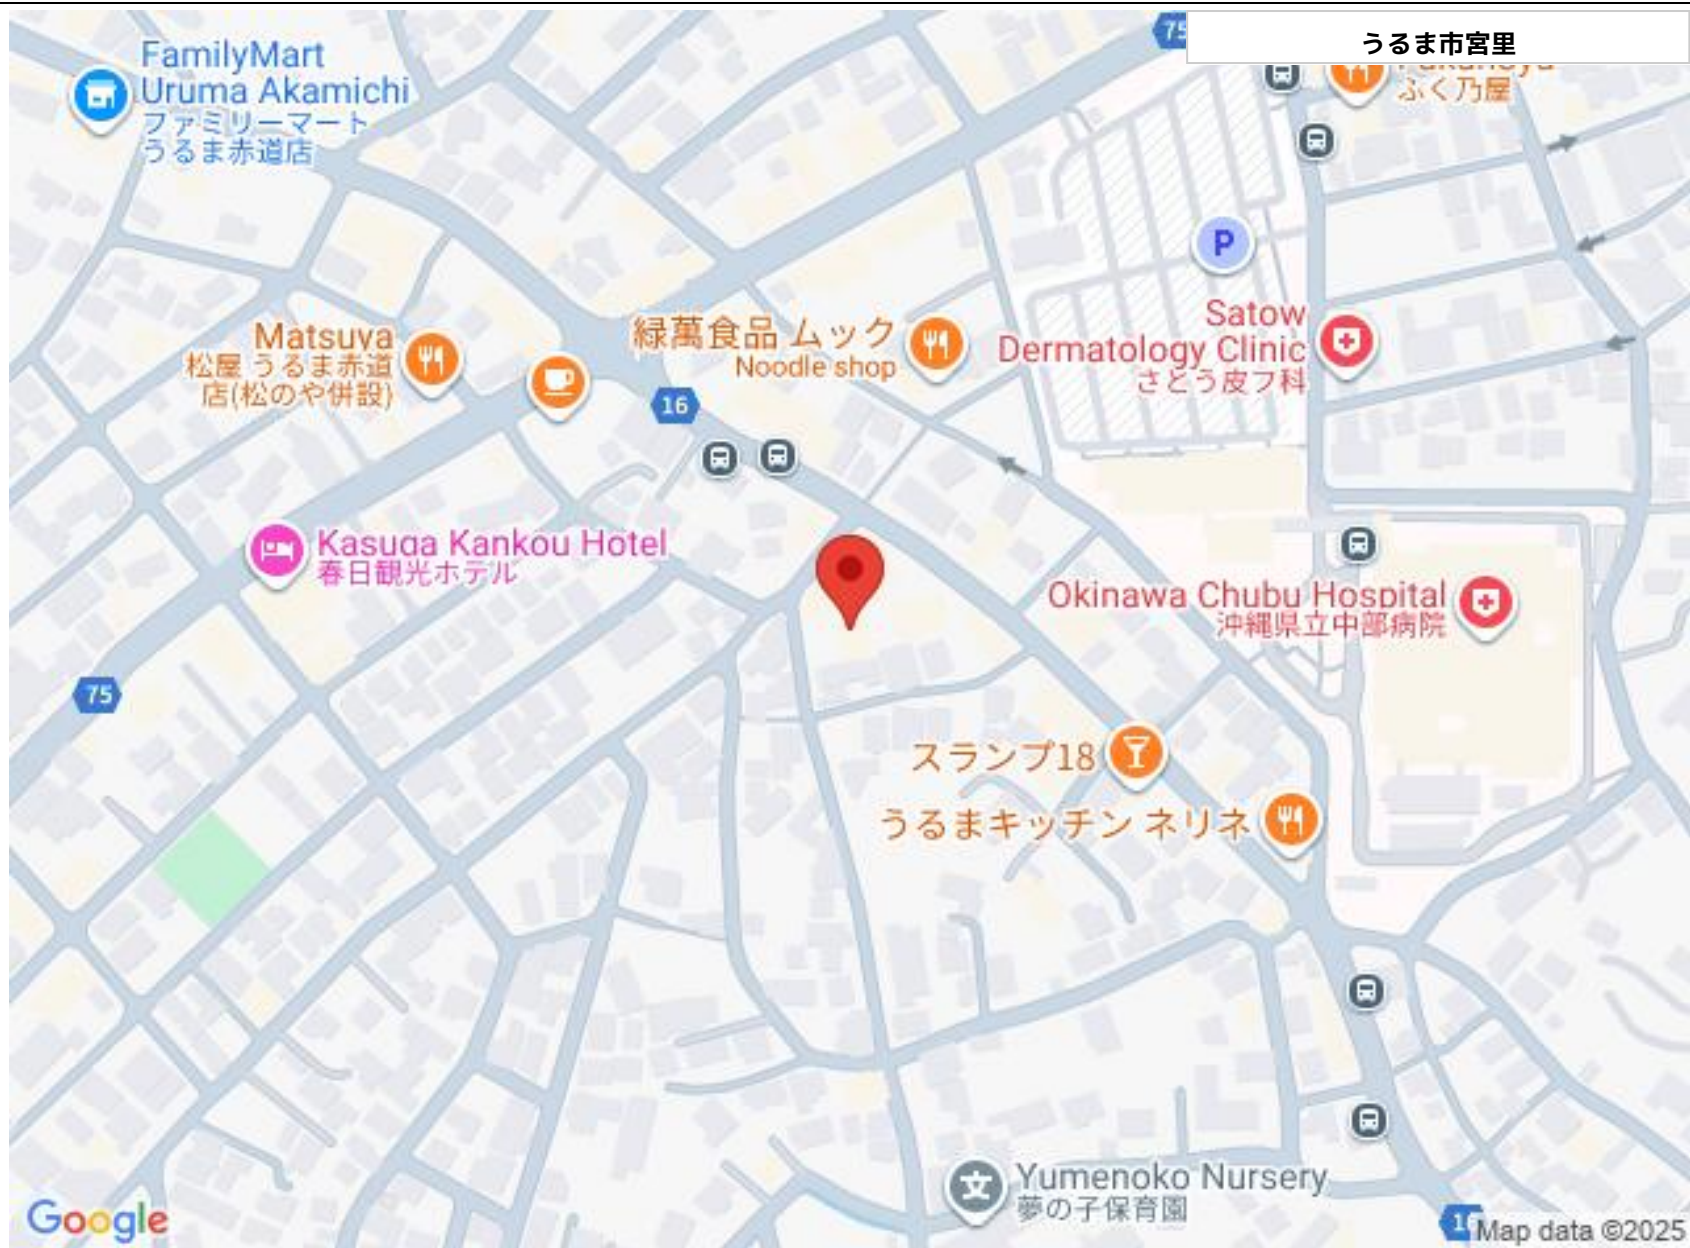 うるま市宮里
75
FamilyMart
Uruma Akamichi
ファミリーマート
うるま赤道店
ふく乃屋
P
Satow
Dermatology Clinic
さとう皮フ科
緑萬食品 ムック
Noodle shop
Matsuya
松屋 うるま赤道
店(松のや併設)
16
Kasuga Kankou Hotel
春日観光ホテル
Okinawa Chubu Hospital
沖縄県立中部病院
75
スランプ18
うるまキッチン ネリネ
Yumenoko Nursery
夢の子保育園
Google
Map data ©2025